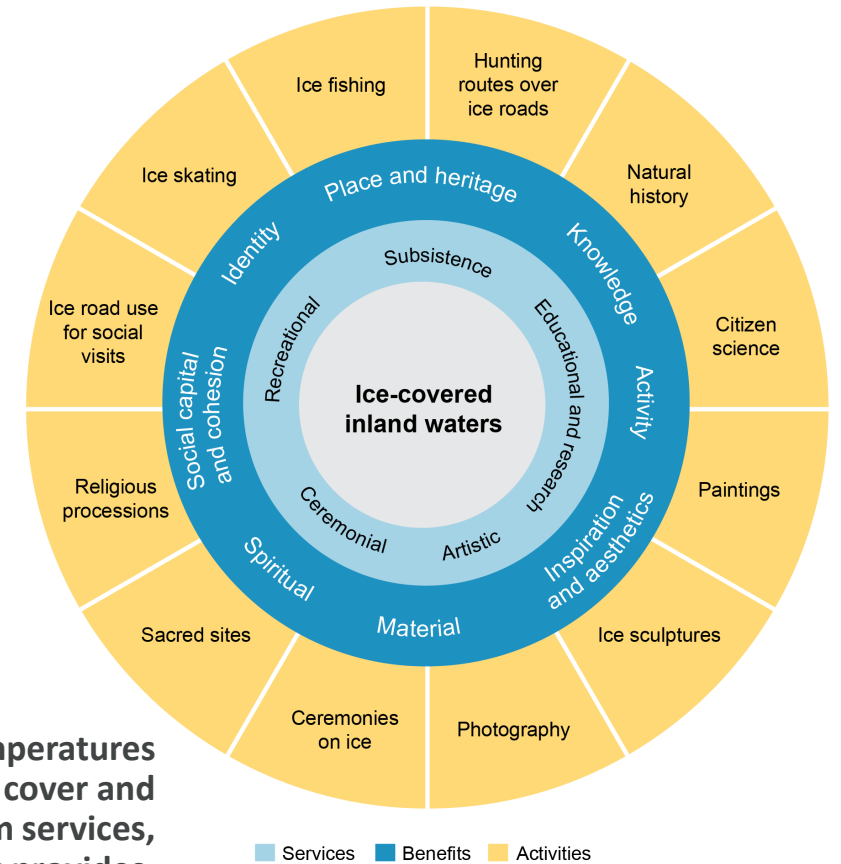 Hunting
routes over
ice roads
Natural
history
Citizen
science
Paintings
Ice sculptures
Photography
Ceremonies
on ice
Sacred sites
Religious
processions
Ice road use
for social
visits
Ice skating
Ice fishing
Place and heritage
Knowledge
Activity
Inspiration
and aesthetics
Material
Spiritual
Social capital
and cohesion
Identity
Subsistence
Educational and research
Artistic
Ceremonial
Recreational
Ice-covered
inland waters
cover and
services,
Services Benefits Activities